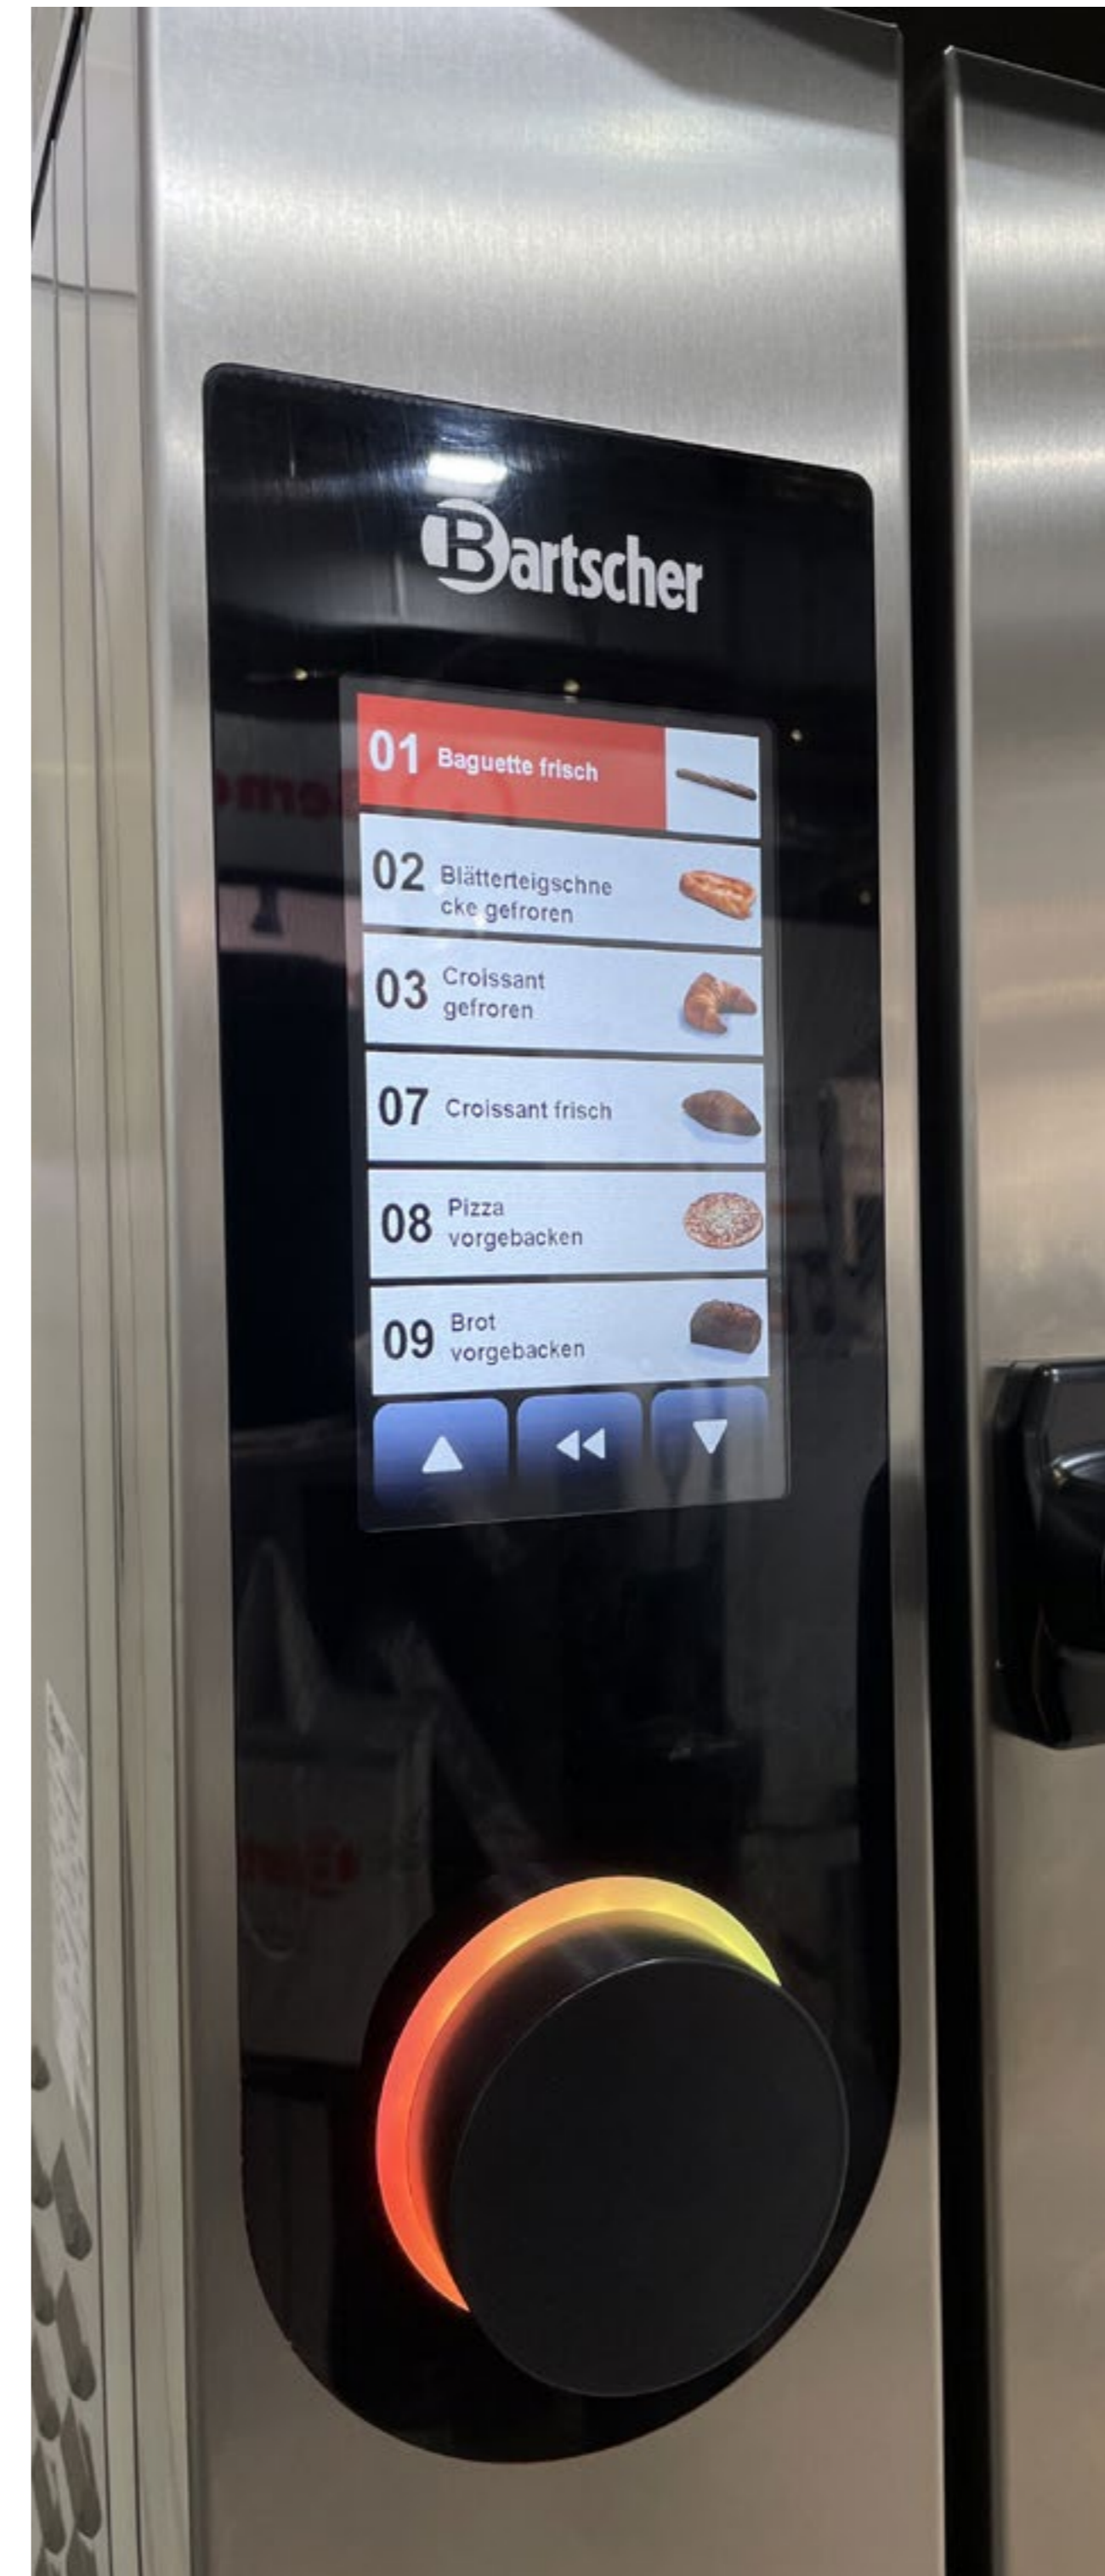 Bartscher
01 Baguette frisch
02 Blätterteigschne
cke gefroren
03 Croissant
gefroren
07 Croissant frisch
08 Pizza
vorgebacken
09 Brot
vorgebacken